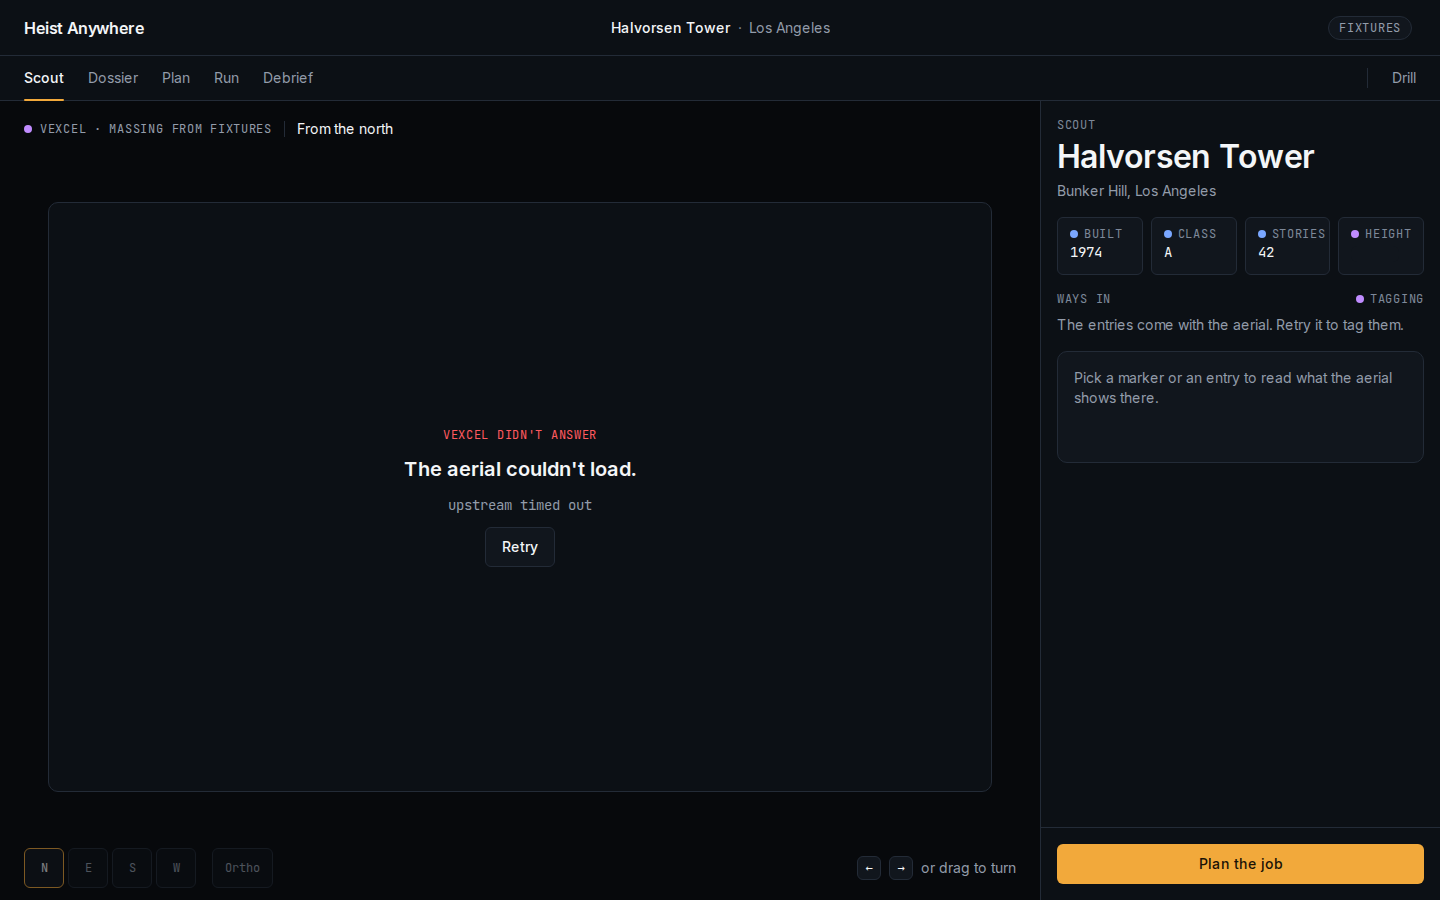 Heist Anywhere
Halvorsen Tower · Los Angeles
FIXTURES
Scout Dossier Plan Run Debrief
Drill
VEXCEL · MASSING FROM FIXTURES
From the north
VEXCEL DIDN'T ANSWER
The aerial couldn't load.
upstream timed out
Retry
N E S W Ortho
← → or drag to turn
SCOUT
Halvorsen Tower
Bunker Hill, Los Angeles
BUILT CLASS STORIES HEIGHT
1974 A 42
WAYS IN
TAGGING
The entries come with the aerial. Retry it to tag them.
Pick a marker or an entry to read what the aerial
shows there.
Plan the job